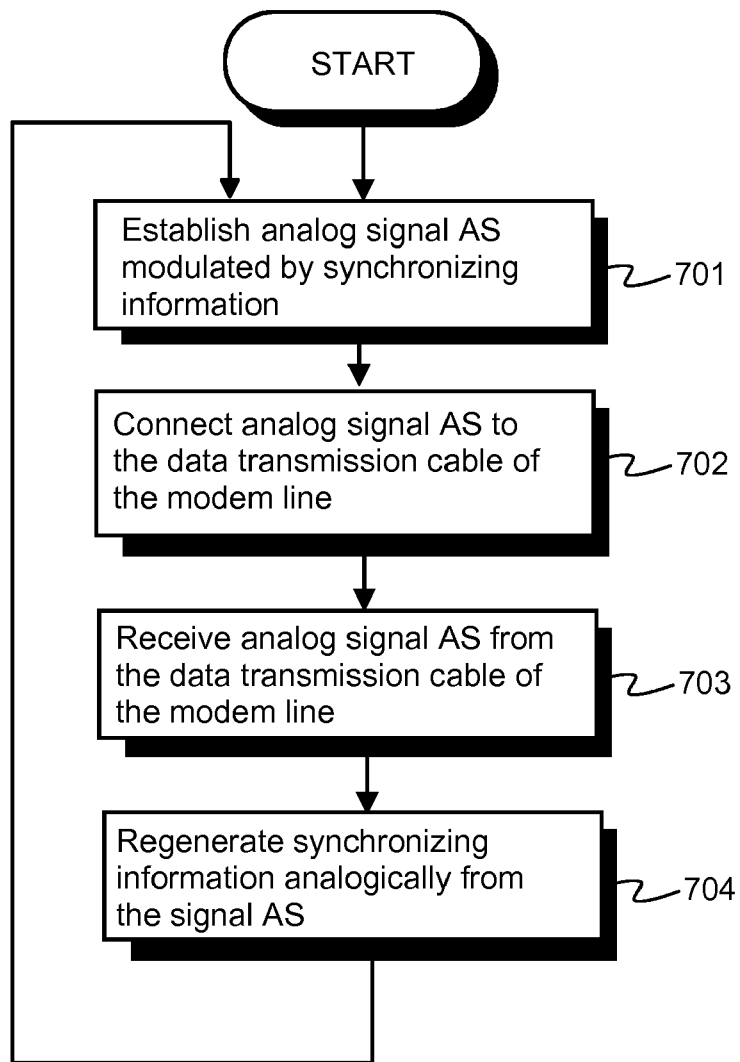 START
Establish analog signal AS
modulated by synchronizing
information
701
Connect analog signal AS to
the data transmission cable of
the modem line
702
Receive analog signal AS from
the data transmission cable of
the modem line
703
Regenerate synchronizing
information analogically from
the signal AS
704